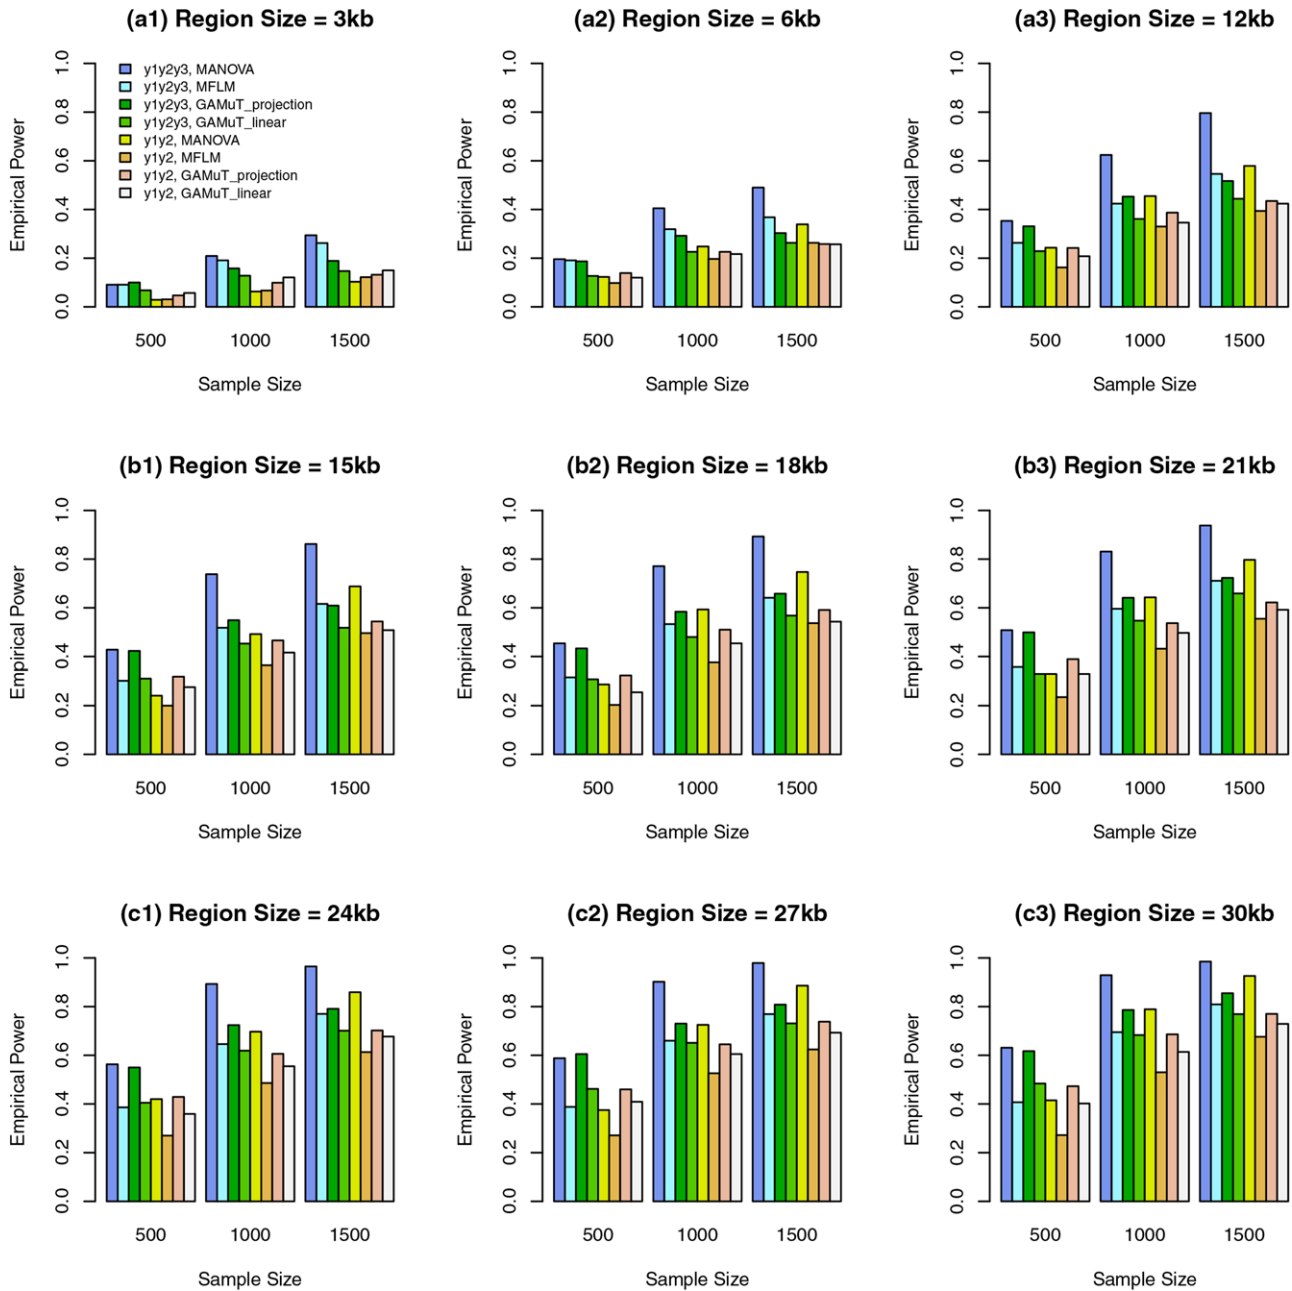 (a1) Region Size = 3kb
(a2) Region Size = 6kb
(a3) Region Size = 12kb
Empirical Power
0.0 0.2 0.4 0.6 0.8 1.0
y1y2y3, MANOVA
y1y2y3, MFLM
y1y2y3, GAMuT_projection
y1y2y3, GAMuT_linear
y1y2, MANOVA
y1y2, MFLM
y1y2, GAMuT_projection
y1y2, GAMuT_linear
500 1000 1500
Sample Size
Empirical Power
0.0 0.2 0.4 0.6 0.8 1.0
500 1000 1500
Sample Size
Empirical Power
0.0 0.2 0.4 0.6 0.8 1.0
500 1000 1500
Sample Size
(b1) Region Size = 15kb
(b2) Region Size = 18kb
(b3) Region Size = 21kb
Empirical Power
0.0 0.2 0.4 0.6 0.8 1.0
500 1000 1500
Sample Size
Empirical Power
0.0 0.2 0.4 0.6 0.8 1.0
500 1000 1500
Sample Size
Empirical Power
0.0 0.2 0.4 0.6 0.8 1.0
500 1000 1500
Sample Size
(c1) Region Size = 24kb
(c2) Region Size = 27kb
(c3) Region Size = 30kb
Empirical Power
0.0 0.2 0.4 0.6 0.8 1.0
500 1000 1500
Sample Size
Empirical Power
0.0 0.2 0.4 0.6 0.8 1.0
500 1000 1500
Sample Size
Empirical Power
0.0 0.2 0.4 0.6 0.8 1.0
500 1000 1500
Sample Size